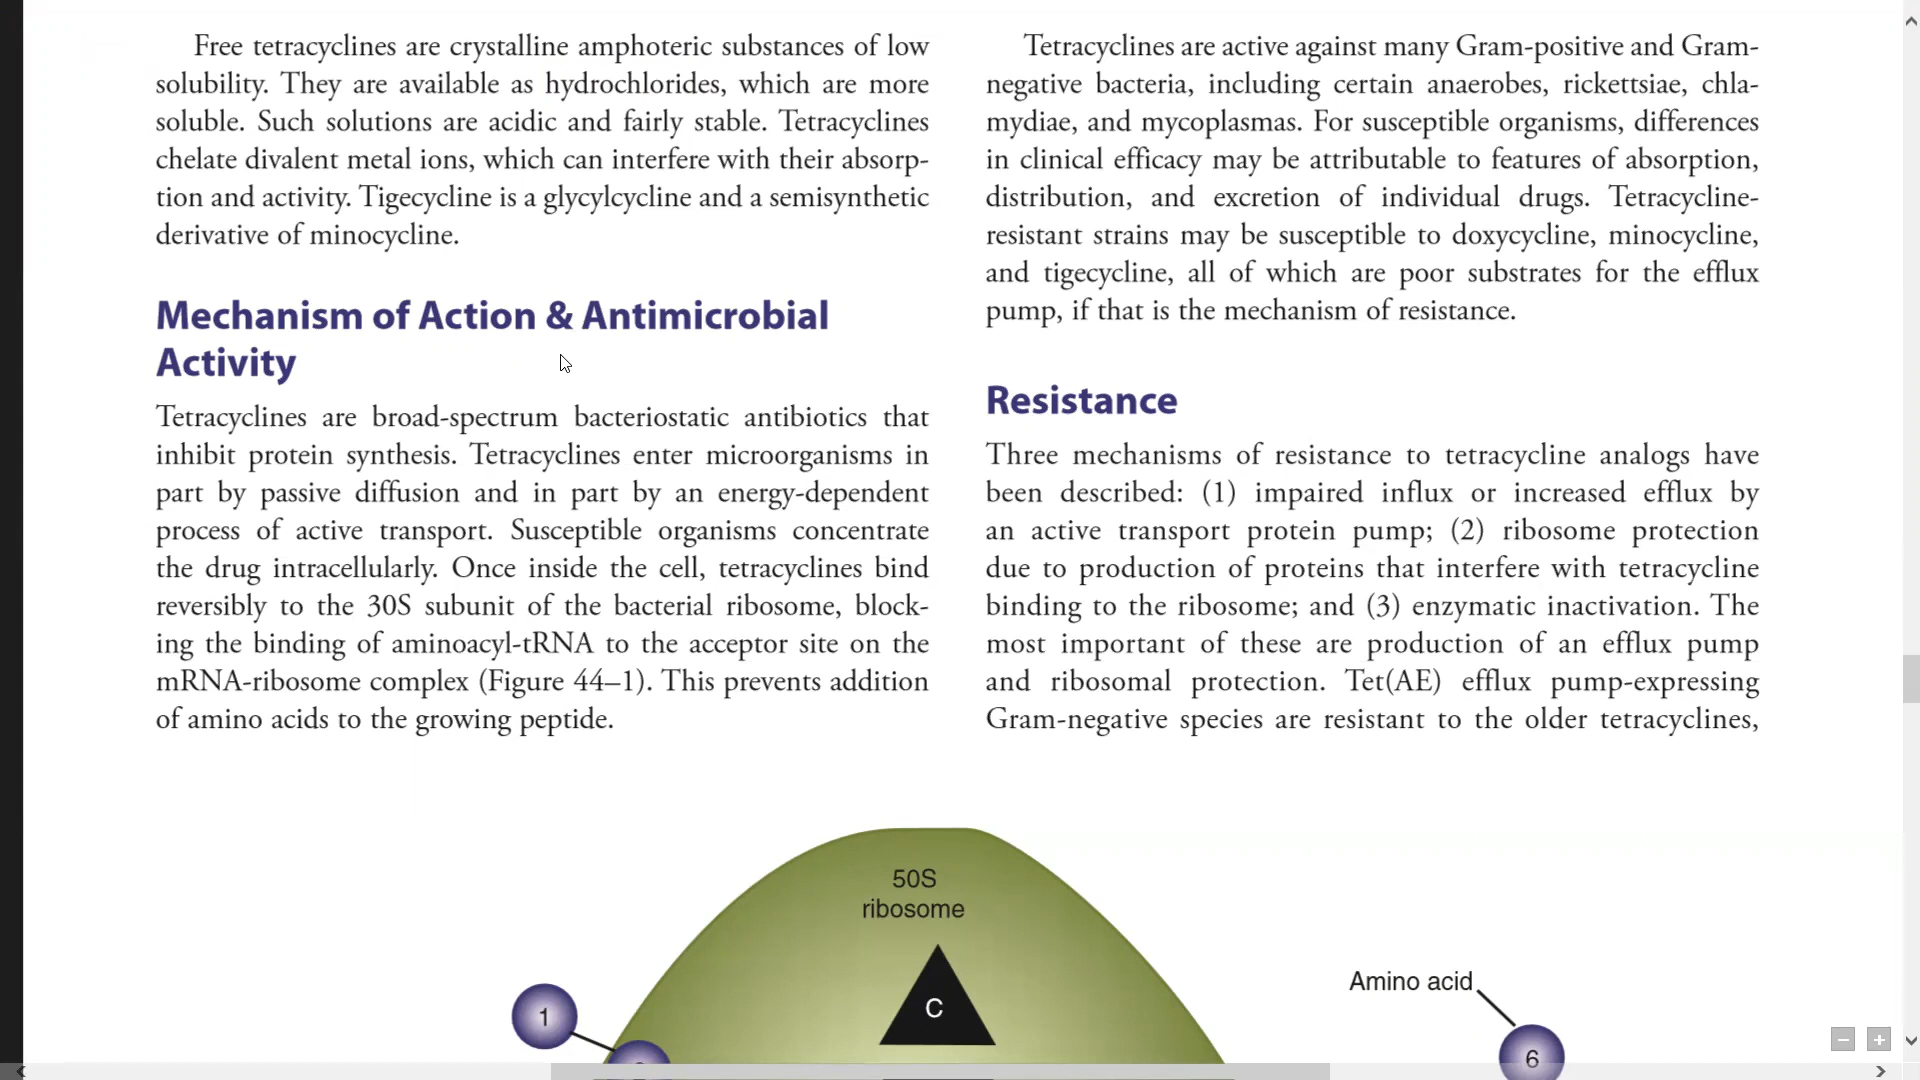 Free tetracyclines are crystalline amphoteric substances of low
solubility. They are available as hydrochlorides, which are more
soluble. Such solutions are acidic and fairly stable. Tetracyclines
chelate divalent metal ions, which can interfere with their absorp-
tion and activity. Tigecycline is a glycylcycline and a semisynthetic
derivative of minocycline.
Mechanism of Action & Antimicrobial
Activity
Tetracyclines are broad-spectrum bacteriostatic antibiotics that
inhibit protein synthesis. Tetracyclines enter microorganisms in
part by passive diffusion and in part by an energy-dependent
process of active transport. Susceptible organisms concentrate
the drug intracellularly. Once inside the cell, tetracyclines bind
reversibly to the 30S subunit of the bacterial ribosome, block-
ing the binding of aminoacyl-tRNA to the acceptor site on the
mRNA-ribosome complex (Figure 44–1). This prevents addition
of amino acids to the growing peptide.
Tetracyclines are active against many Gram-positive and Gram-
negative bacteria, including certain anaerobes, rickettsiae, chla-
mydiae, and mycoplasmas. For susceptible organisms, differences
in clinical efficacy may be attributable to features of absorption,
distribution, and excretion of individual drugs. Tetracycline-
resistant strains may be susceptible to doxycycline, minocycline,
and tigecycline, all of which are poor substrates for the efflux
pump, if that is the mechanism of resistance.
Resistance
Three mechanisms of resistance to tetracycline analogs have
been described: (1) impaired influx or increased efflux by
an active transport protein pump; (2) ribosome protection
due to production of proteins that interfere with tetracycline
binding to the ribosome; and (3) enzymatic inactivation. The
most important of these are production of an efflux pump
and ribosomal protection. Tet(AE) efflux pump-expressing
Gram-negative species are resistant to the older tetracyclines,
50S
ribosome
C
1
Amino acid
6